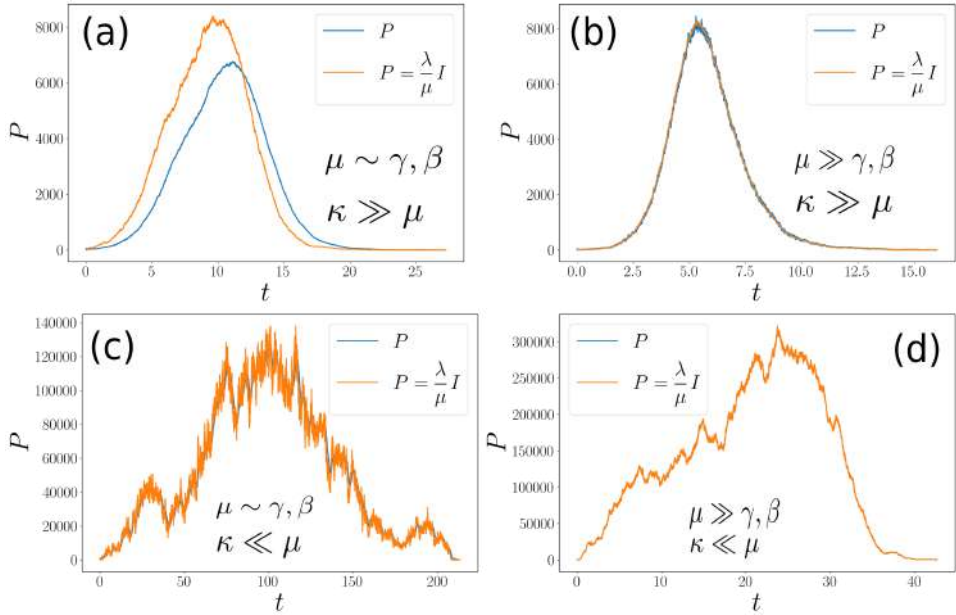 (a)
P
P = λ/μ I
μ ∼ γ, β
κ ≫ μ
P
8000
6000
4000
2000
0
0 5 10 15 20 25
t
(b)
P
P = λ/μ I
μ ≫ γ, β
κ ≫ μ
P
8000
6000
4000
2000
0
0.0 2.5 5.0 7.5 10.0 12.5 15.0
t
(c)
P
P = λ/μ I
μ ∼ γ, β
κ ≪ μ
P
140000
120000
100000
80000
60000
40000
20000
0
0 50 100 150 200
t
(d)
P
P = λ/μ I
μ ≫ γ, β
κ ≪ μ
P
300000
250000
200000
150000
100000
50000
0
0 10 20 30 40
t